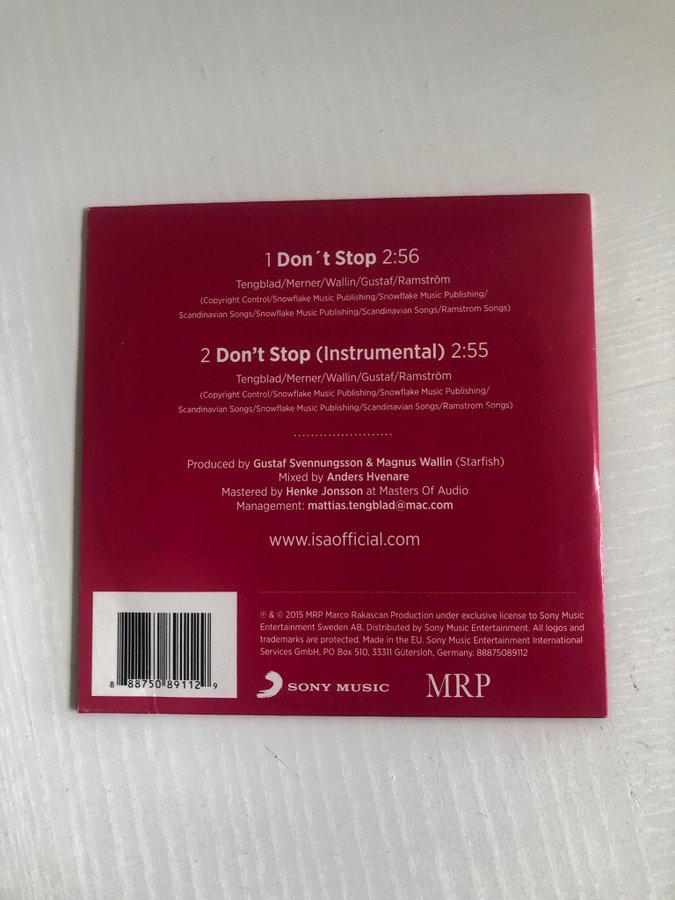 1 Don´t Stop 2:56
Tengblad/Merner/Wallin/Gustaf/Ramström
(Copyright Control/Snowflake Music Publishing/Snowflake Music Publishing/
Scandinavian Songs/Snowflake Music Publishing/Scandinavian Songs/Ramstrom Songs)
2 Don't Stop (Instrumental) 2:55
Tengblad/Merner/Wallin/Gustaf/Ramström
(Copyright Control/Snowflake Music Publishing/Snowflake Music Publishing/
Scandinavian Songs/Snowflake Music Publishing/Scandinavian Songs/Ramstrom Songs)
Produced by Gustaf Svennungsson & Magnus Wallin (Starfish)
Mixed by Anders Hvenare
Mastered by Henke Jonsson at Masters Of Audio
Management: mattias.tengblad@mac.com
www.isaofficial.com
℗ & © 2015 MRP Marco Rakascan Production under exclusive license to Sony Music
Entertainment Sweden AB. Distributed by Sony Music Entertainment. All logos and
trademarks are protected. Made in the EU. Sony Music Entertainment International
Services GmbH, PO Box 510, 33311 Gütersloh, Germany. 88875089112
8 88750 89112 9
SONY MUSIC
MRP